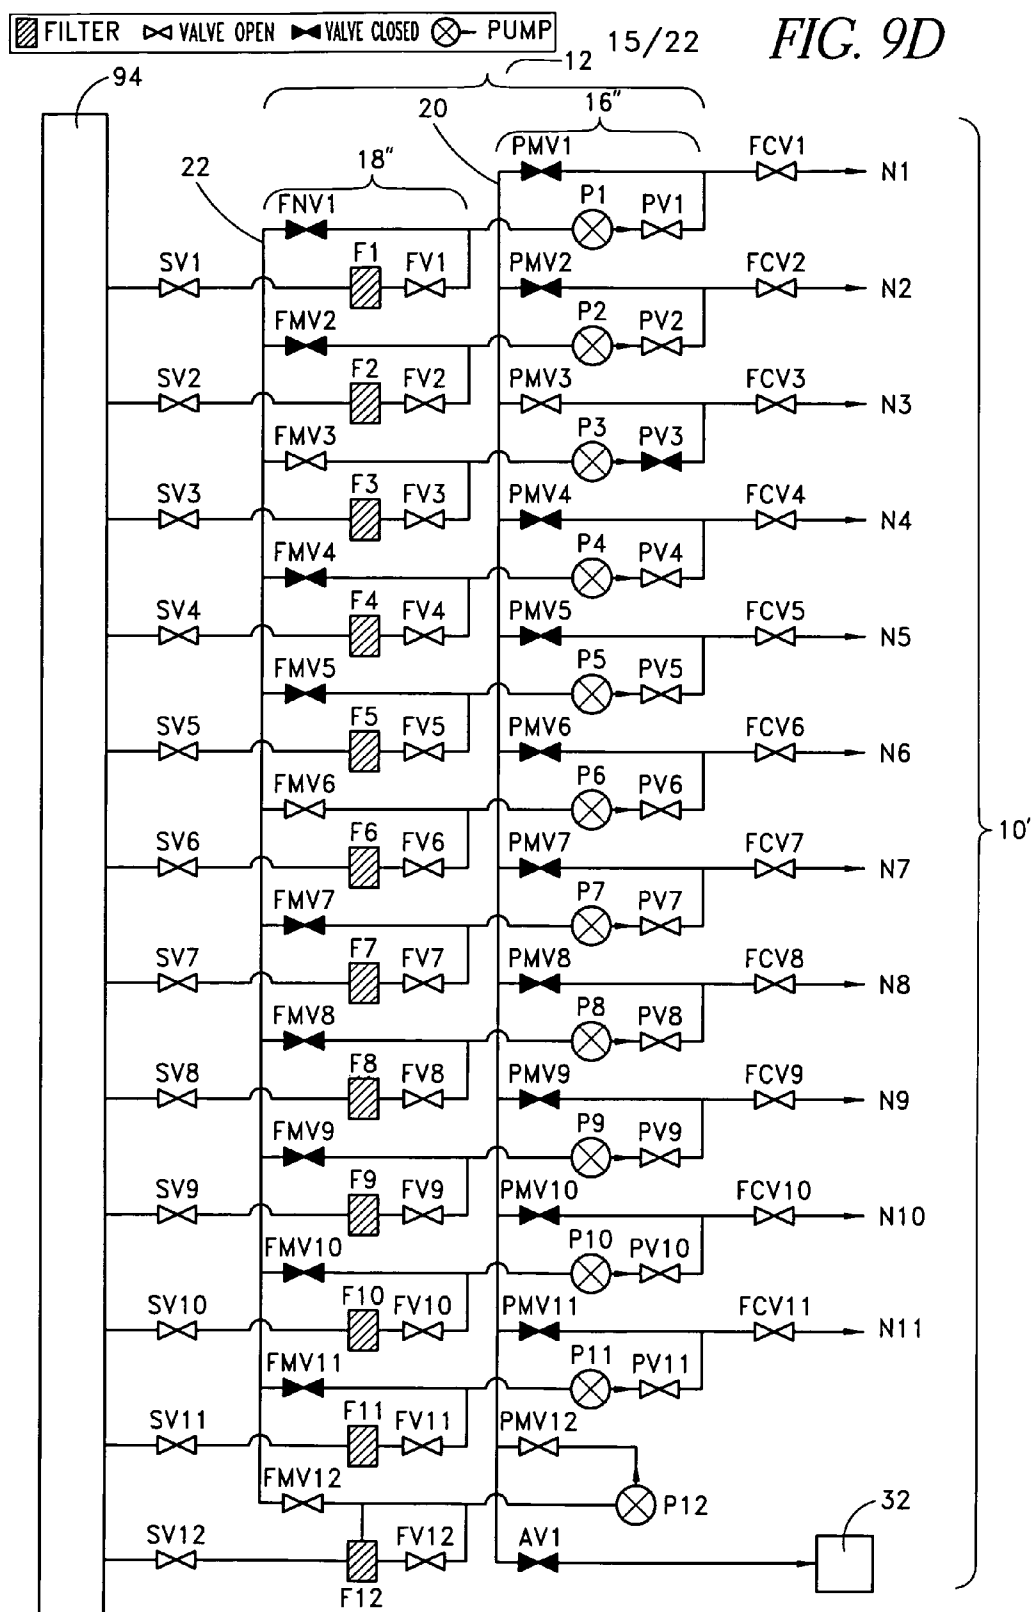 FILTER VALVE OPEN VALVE CLOSED PUMP 15/22 FIG. 9D
12
94
20 16"
PMV1 FCV1 N1
22 18"
FNV1 P1 PV1
SV1 F1 FV1 PMV2 FCV2 N2
FMV2 P2 PV2
SV2 F2 FV2 PMV3 FCV3 N3
FMV3 P3 PV3
SV3 F3 FV3 PMV4 FCV4 N4
FMV4 P4 PV4
SV4 F4 FV4 PMV5 FCV5 N5
FMV5 P5 PV5
SV5 F5 FV5 PMV6 FCV6 N6
FMV6 P6 PV6
10'
SV6 F6 FV6 PMV7 FCV7 N7
FMV7 P7 PV7
SV7 F7 FV7 PMV8 FCV8 N8
FMV8 P8 PV8
SV8 F8 FV8 PMV9 FCV9 N9
FMV9 P9 PV9
SV9 F9 FV9 PMV10 FCV10 N10
FMV10 P10 PV10
SV10 F10 FV10 PMV11 FCV11 N11
FMV11 P11 PV11
SV11 F11 FV11 PMV12
FMV12 P12 32
SV12 FV12 AV1
F12